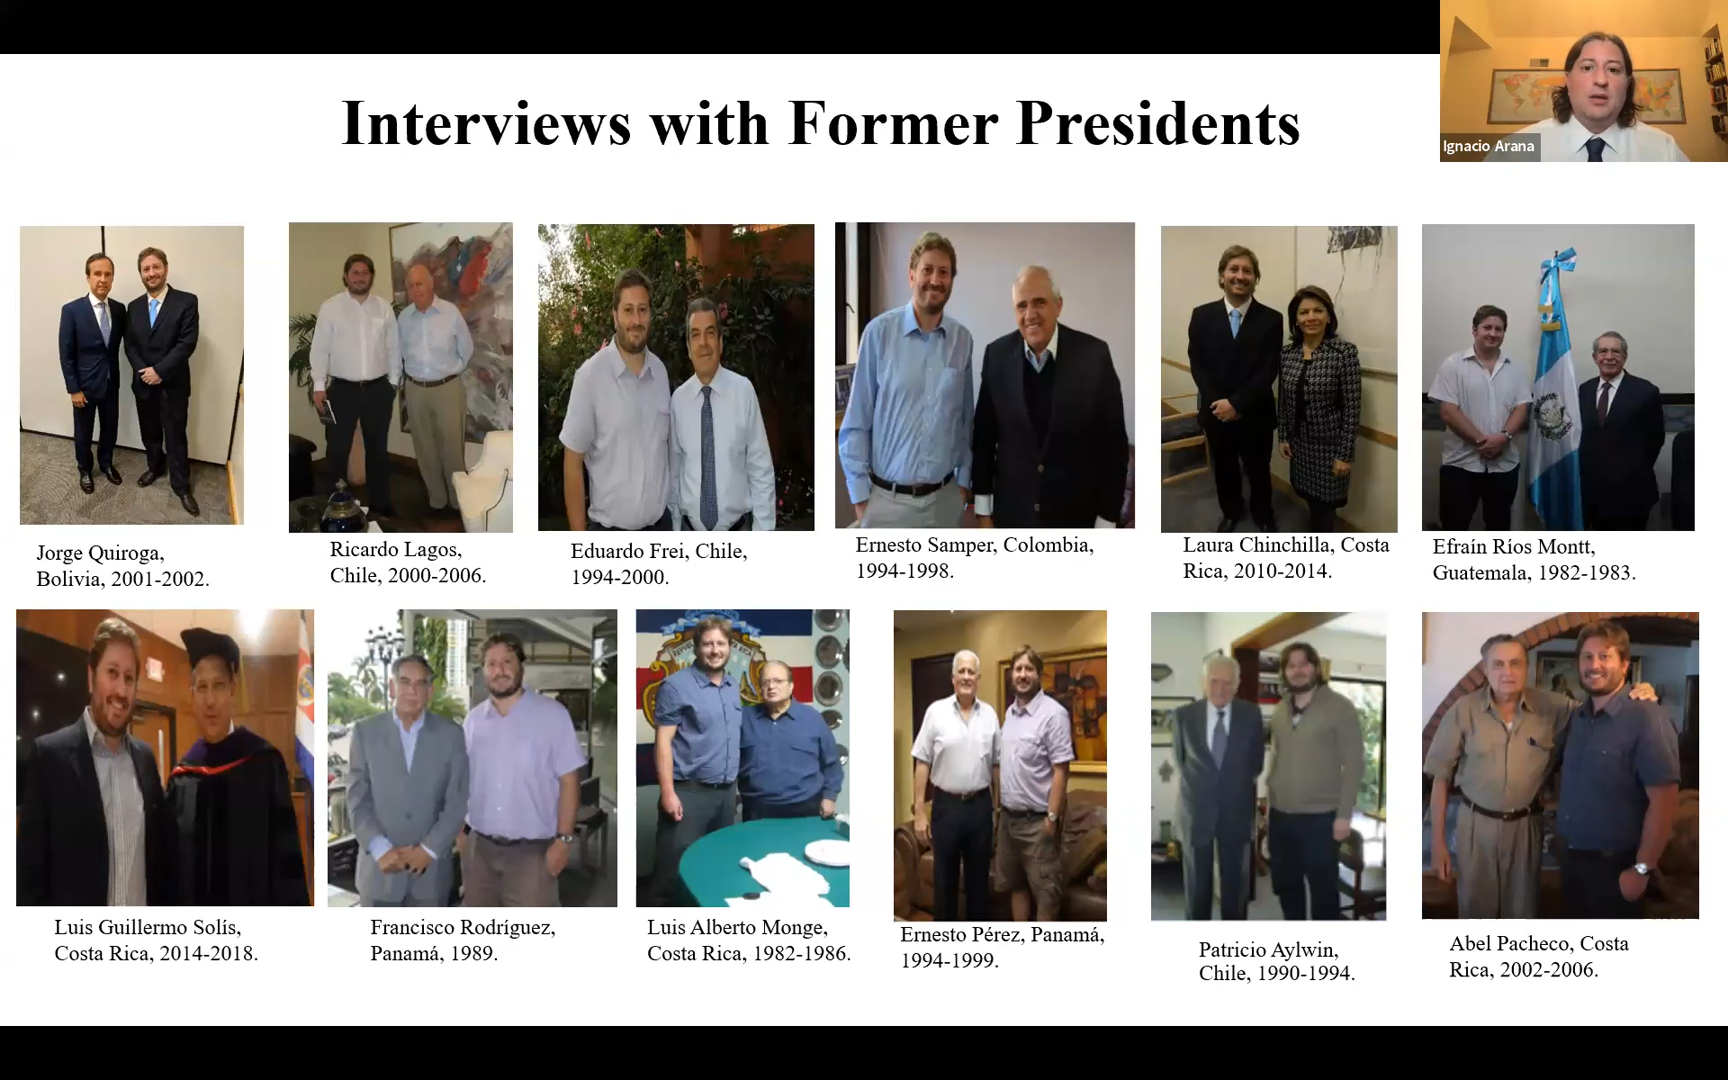 Interviews with Former Presidents
Ignacio Arana
Jorge Quiroga,
Bolivia, 2001-2002.
Ricardo Lagos,
Chile, 2000-2006.
Eduardo Frei, Chile,
1994-2000.
Ernesto Samper, Colombia,
1994-1998.
Laura Chinchilla, Costa
Rica, 2010-2014.
Efraín Ríos Montt,
Guatemala, 1982-1983.
Luis Guillermo Solís,
Costa Rica, 2014-2018.
Francisco Rodríguez,
Panamá, 1989.
Luis Alberto Monge,
Costa Rica, 1982-1986.
Ernesto Pérez, Panamá,
1994-1999.
Patricio Aylwin,
Chile, 1990-1994.
Abel Pacheco, Costa
Rica, 2002-2006.